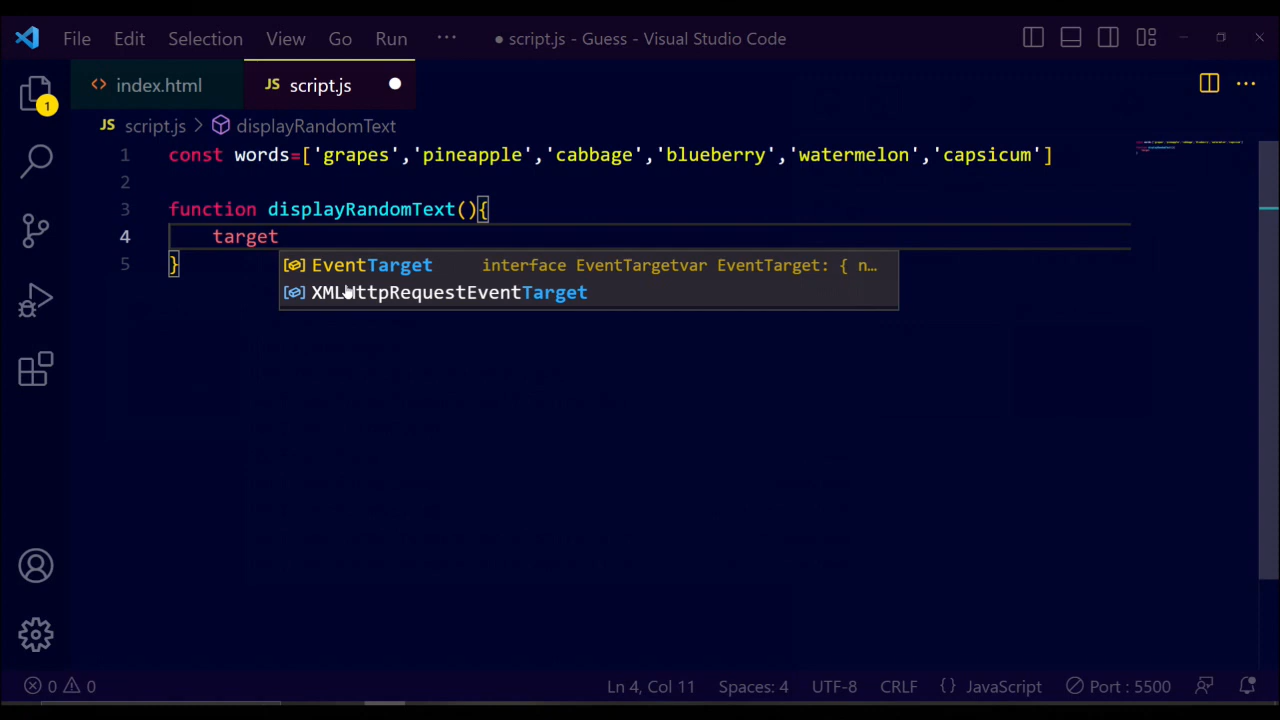 File Edit Selection View Go Run ··· ● script.js - Guess - Visual Studio Code
1
<> index.html JS script.js ●
JS script.js > displayRandomText
1 const words=['grapes','pineapple','cabbage','blueberry','watermelon','capsicum']
2
3 function displayRandomText(){
4 target
EventTarget interface EventTargetvar EventTarget: { n…
5 }
XMLHttpRequestEventTarget
0 0 Ln 4, Col 11 Spaces: 4 UTF-8 CRLF {} JavaScript Port : 5500